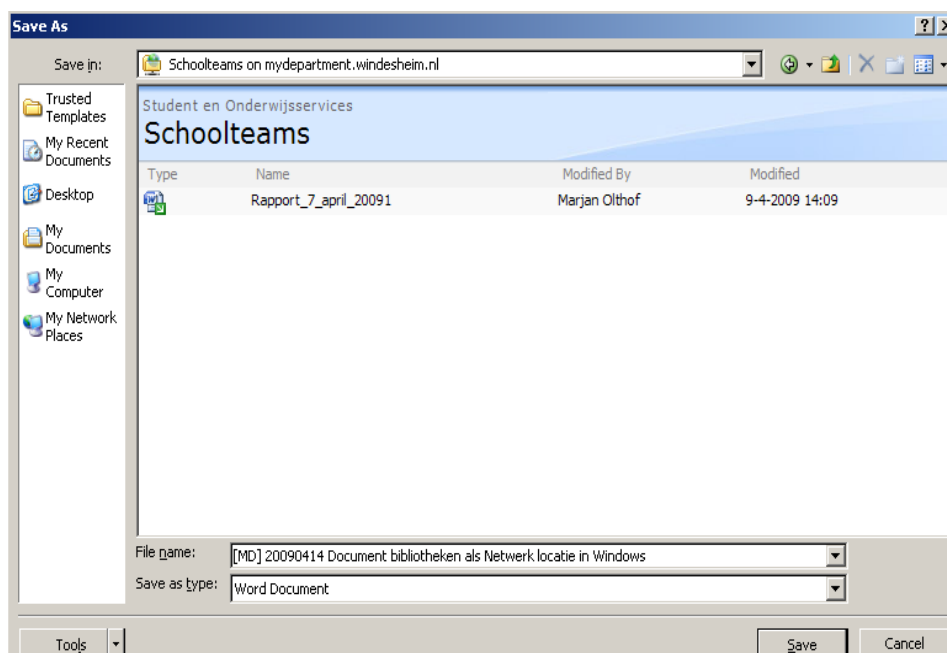 Save As
Save in:
Schoolteams on mydepartment.windesheim.nl
Trusted
Templates
My Recent
Documents
Desktop
My
Documents
My
Computer
My Network
Places
Student en Onderwijsservices
Schoolteams
Type Name Modified By Modified
Rapport_7_april_20091 Marjan Olthof 9-4-2009 14:09
File name:
[MD] 20090414 Document bibliotheken als Netwerk locatie in Windows
Save as type:
Word Document
Tools
Save
Cancel